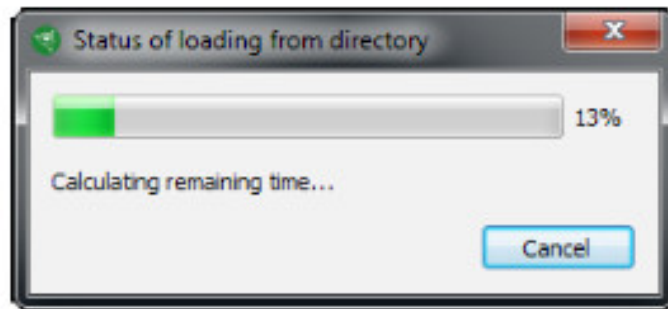 Status of loading from directory
13%
Calculating remaining time...
Cancel